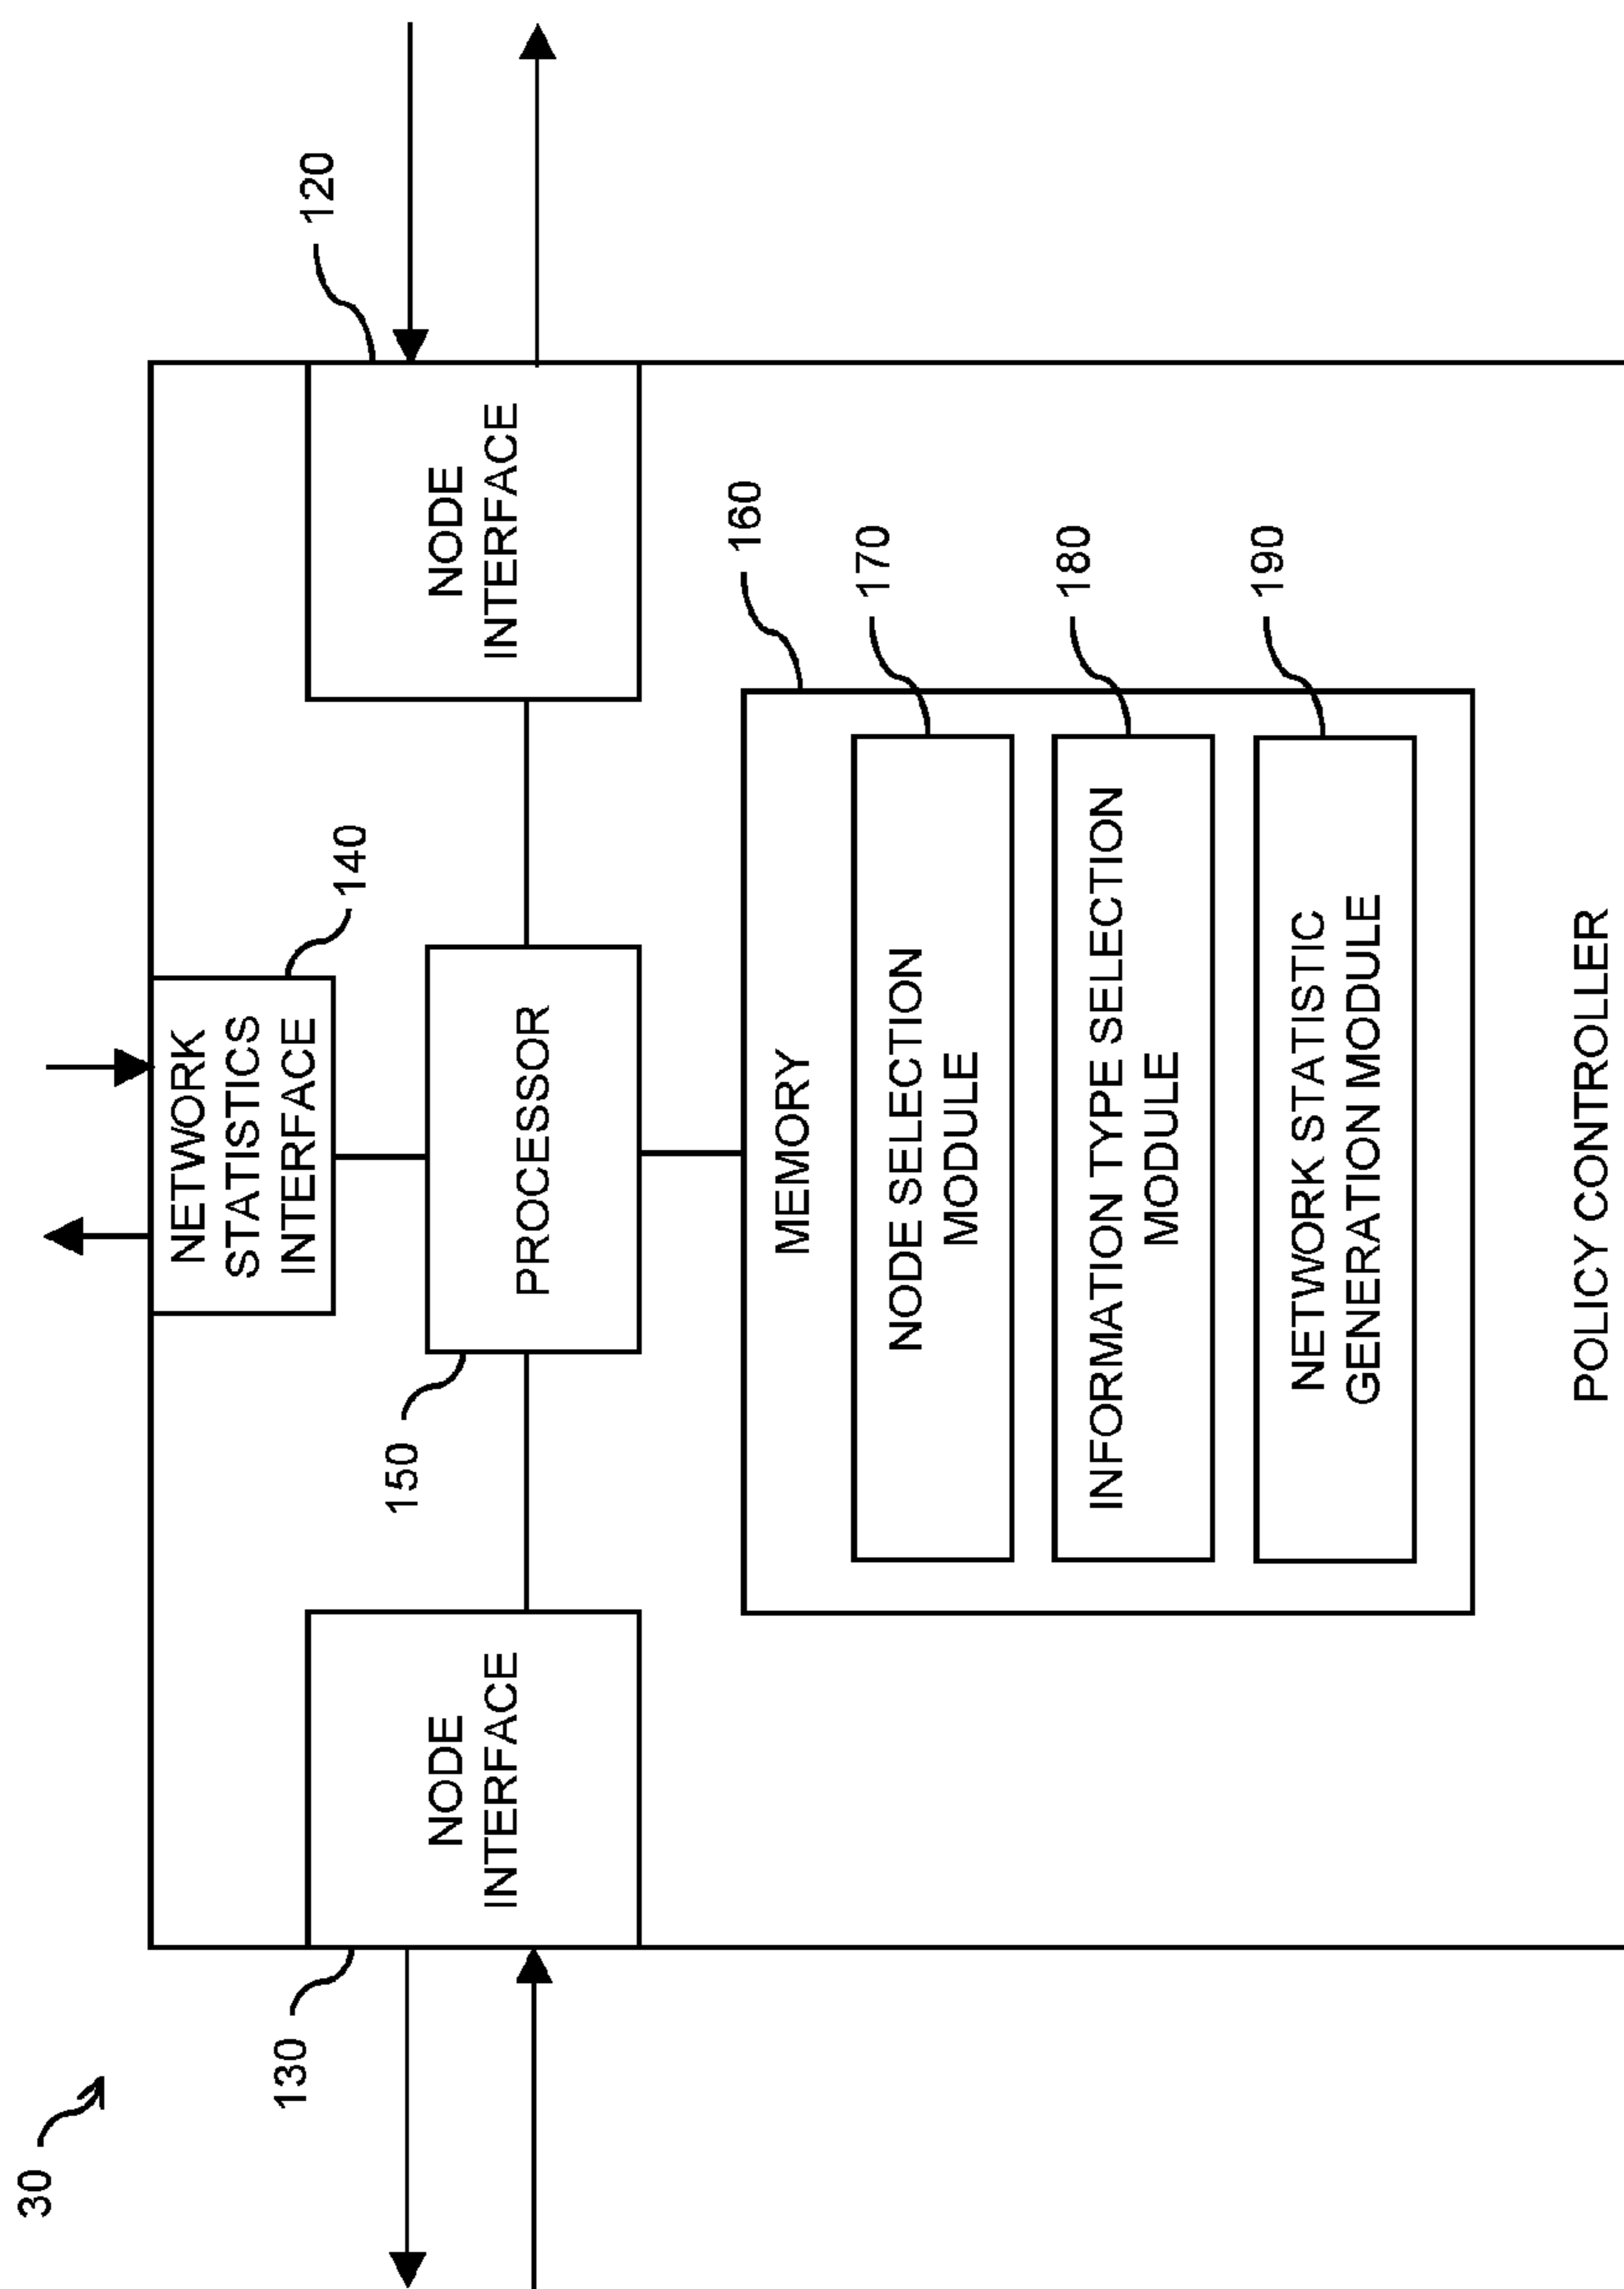 30
130
NODE
INTERFACE
150
NETWORK
STATISTICS
INTERFACE
140
PROCESSOR
NODE
INTERFACE
120
MEMORY
160
NODE SELECTION
MODULE
170
INFORMATION TYPE SELECTION
MODULE
180
NETWORK STATISTIC
GENERATION MODULE
190
POLICY CONTROLLER